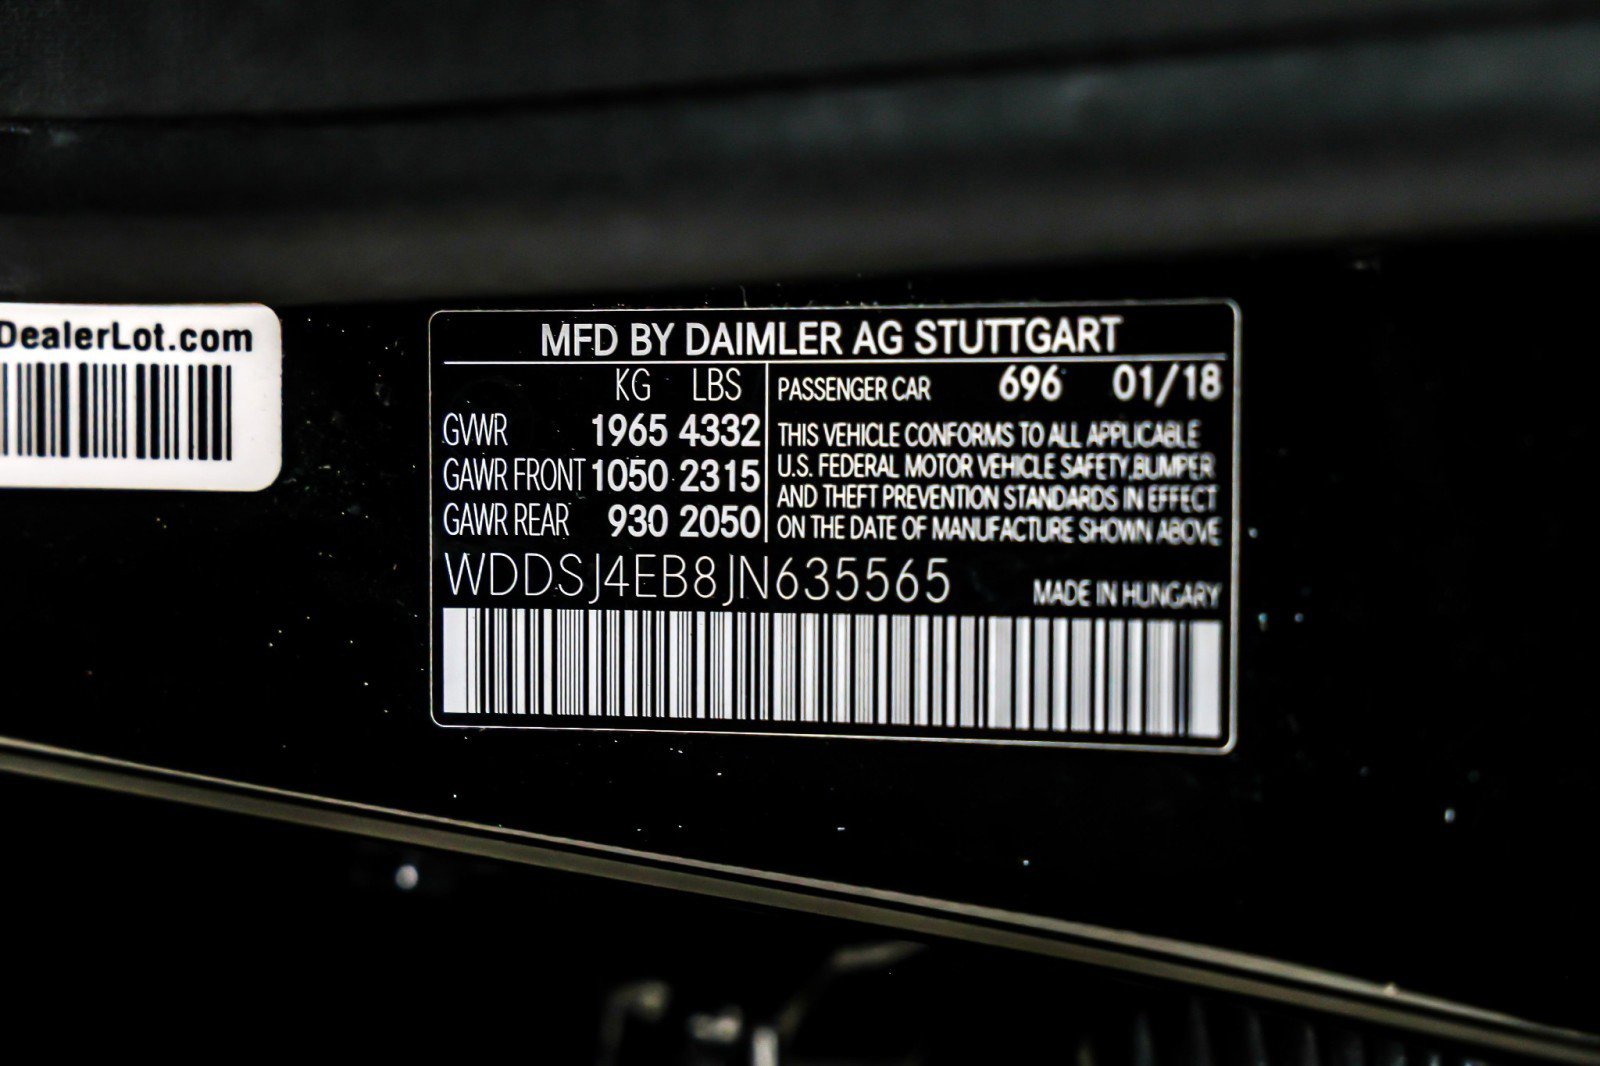 DealerLot.com
MFD BY DAIMLER AG STUTTGART
KG LBS
GVWR 1965 4332
GAWR FRONT 1050 2315
GAWR REAR 930 2050
PASSENGER CAR 696 01/18
THIS VEHICLE CONFORMS TO ALL APPLICABLE
U.S. FEDERAL MOTOR VEHICLE SAFETY,BUMPER
AND THEFT PREVENTION STANDARDS IN EFFECT
ON THE DATE OF MANUFACTURE SHOWN ABOVE
WDDSJ4EB8JN635565
MADE IN HUNGARY